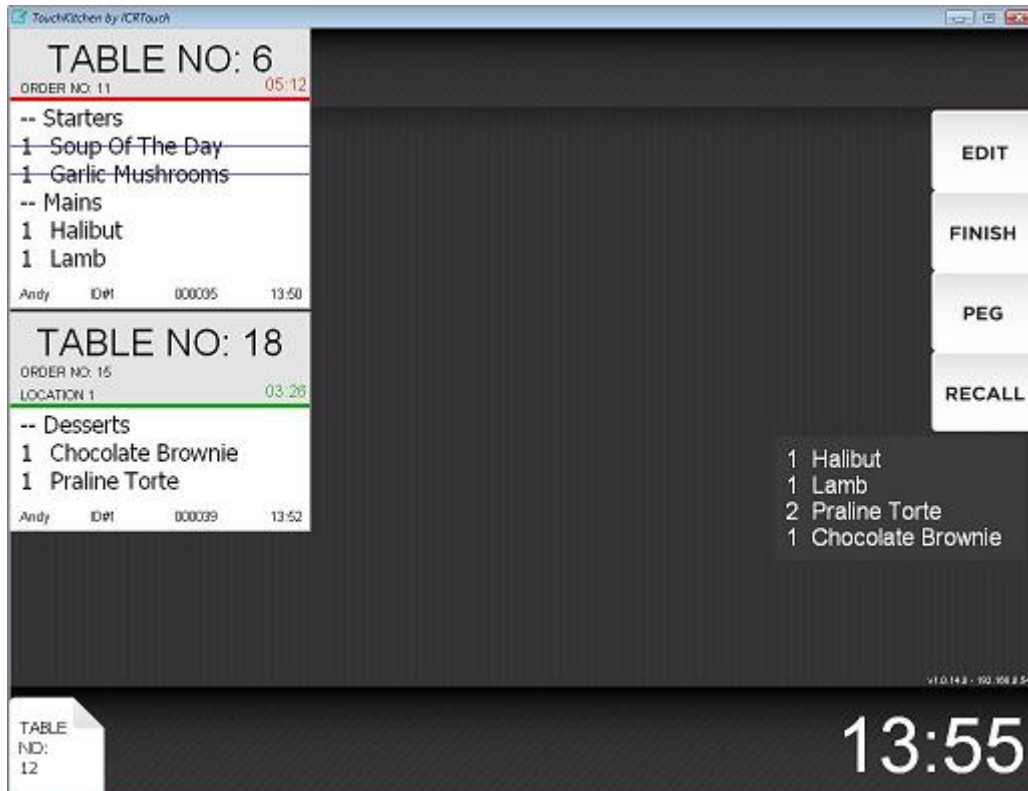 TouchKitchen by ICRTouch
TABLE NO: 6
ORDER NO: 11 05:12
-- Starters
1 Soup Of The Day
1 Garlic Mushrooms
-- Mains
1 Halibut
1 Lamb
Andy ID#1 000035 13:50
TABLE NO: 18
ORDER NO: 15
LOCATION 1 03:26
-- Desserts
1 Chocolate Brownie
1 Praline Torte
Andy ID#1 000039 13:52
EDIT
FINISH
PEG
RECALL
1 Halibut
1 Lamb
2 Praline Torte
1 Chocolate Brownie
TABLE
NO:
12
13:55